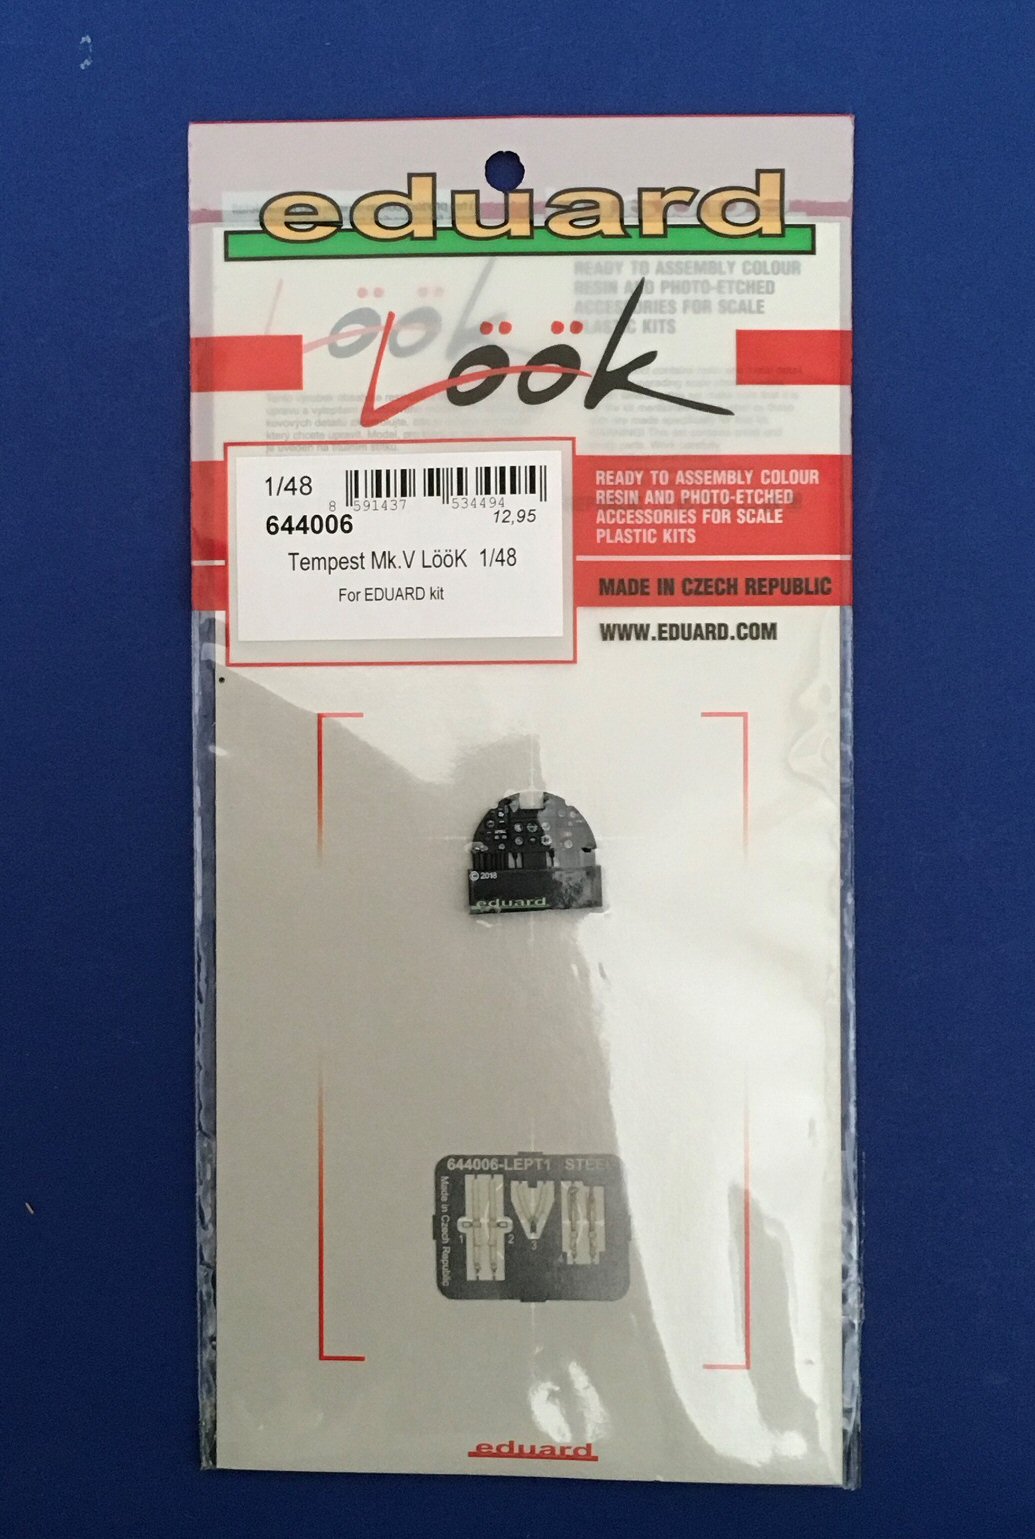 eduard
READY TO ASSEMBLY COLOUR
RESIN AND PHOTO-ETCHED
ACCESSORIES FOR SCALE
PLASTIC KITS
Löök
1/48
8 591437 534494
644006
12,95
Tempest Mk.V LööK 1/48
For EDUARD kit
READY TO ASSEMBLY COLOUR
RESIN AND PHOTO-ETCHED
ACCESSORIES FOR SCALE
PLASTIC KITS
MADE IN CZECH REPUBLIC
WWW.EDUARD.COM
© 2018
eduard
644006-LEPT1 STEEL
Made in Czech Republic
1 2 3
eduard